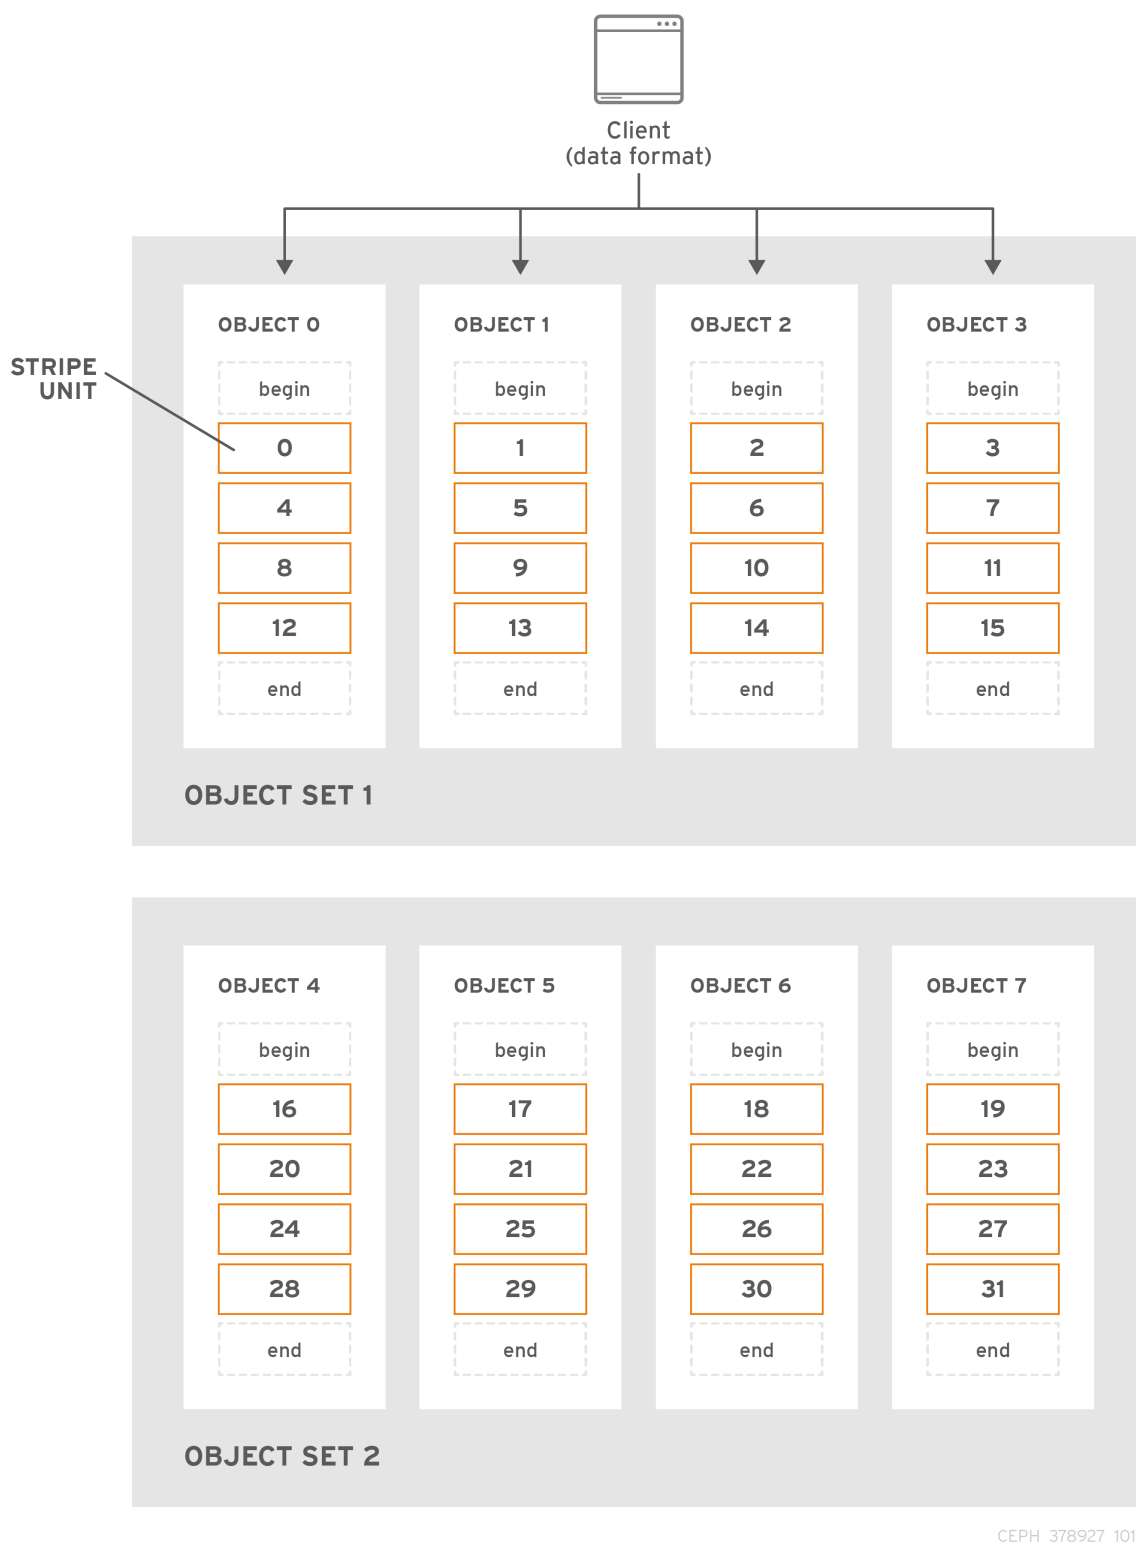 Client
(data format)
STRIPE
UNIT
OBJECT 0
begin
0
4
8
12
end
OBJECT 1
begin
1
5
9
13
end
OBJECT 2
begin
2
6
10
14
end
OBJECT 3
begin
3
7
11
15
end
OBJECT SET 1
OBJECT 4
begin
16
20
24
28
end
OBJECT 5
begin
17
21
25
29
end
OBJECT 6
begin
18
22
26
30
end
OBJECT 7
begin
19
23
27
31
end
OBJECT SET 2
CEPH 378927 101